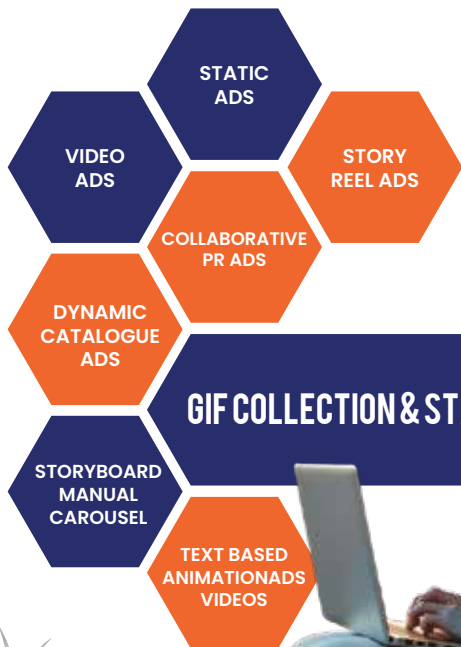 STATIC
ADS
VIDEO
ADS
STORY
REEL ADS
COLLABORATIVE
PR ADS
DYNAMIC
CATALOGUE
ADS
GIF COLLECTION & ST
STORYBOARD
MANUAL
CAROUSEL
TEXT BASED
ANIMATIONADS
VIDEOS